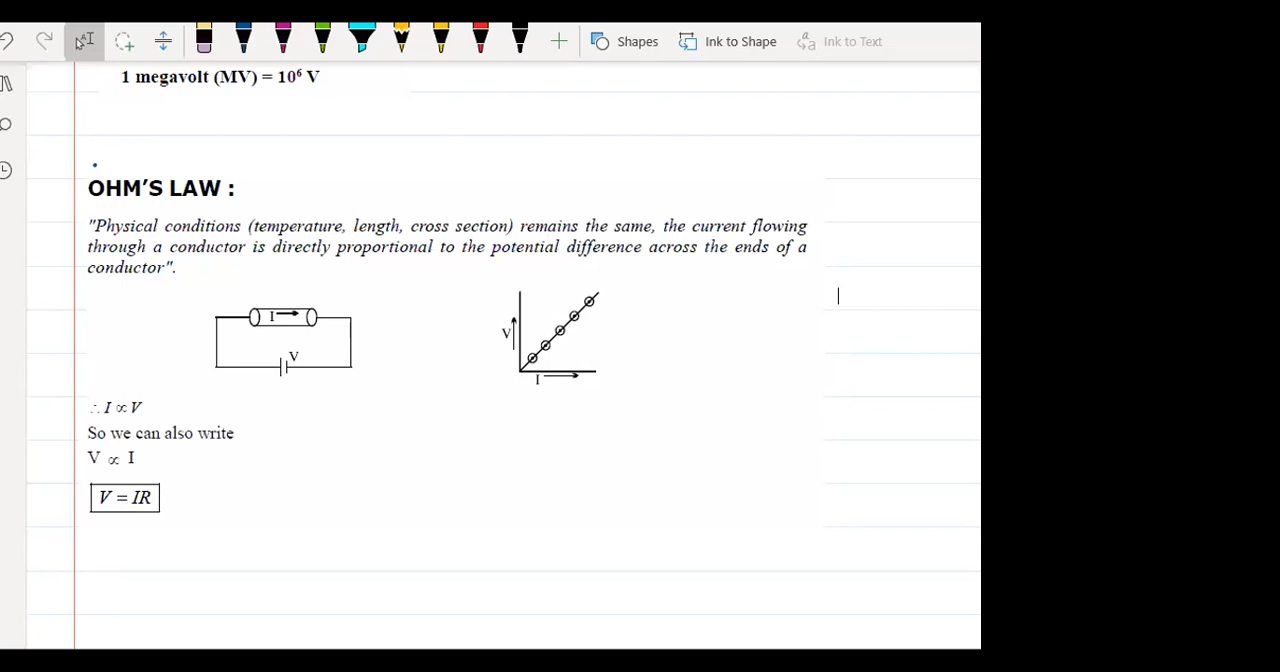 Shapes
Ink to Shape
Ink to Text
1 megavolt (MV) = 10⁶ V
OHM'S LAW :
"Physical conditions (temperature, length, cross section) remains the same, the current flowing
through a conductor is directly proportional to the potential difference across the ends of a
conductor".
I
V
V
I
∴ I ∝ V
So we can also write
V ∝ I
V = IR